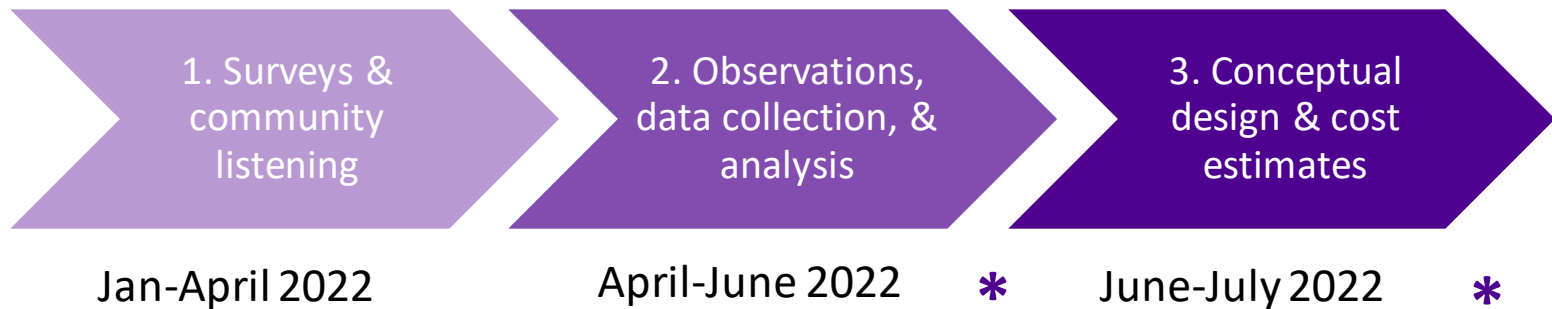 1. Surveys &
community
listening
2. Observations,
data collection, &
analysis
3. Conceptual
design & cost
estimates
Jan-April 2022
April-June 2022 *
June-July 2022 *